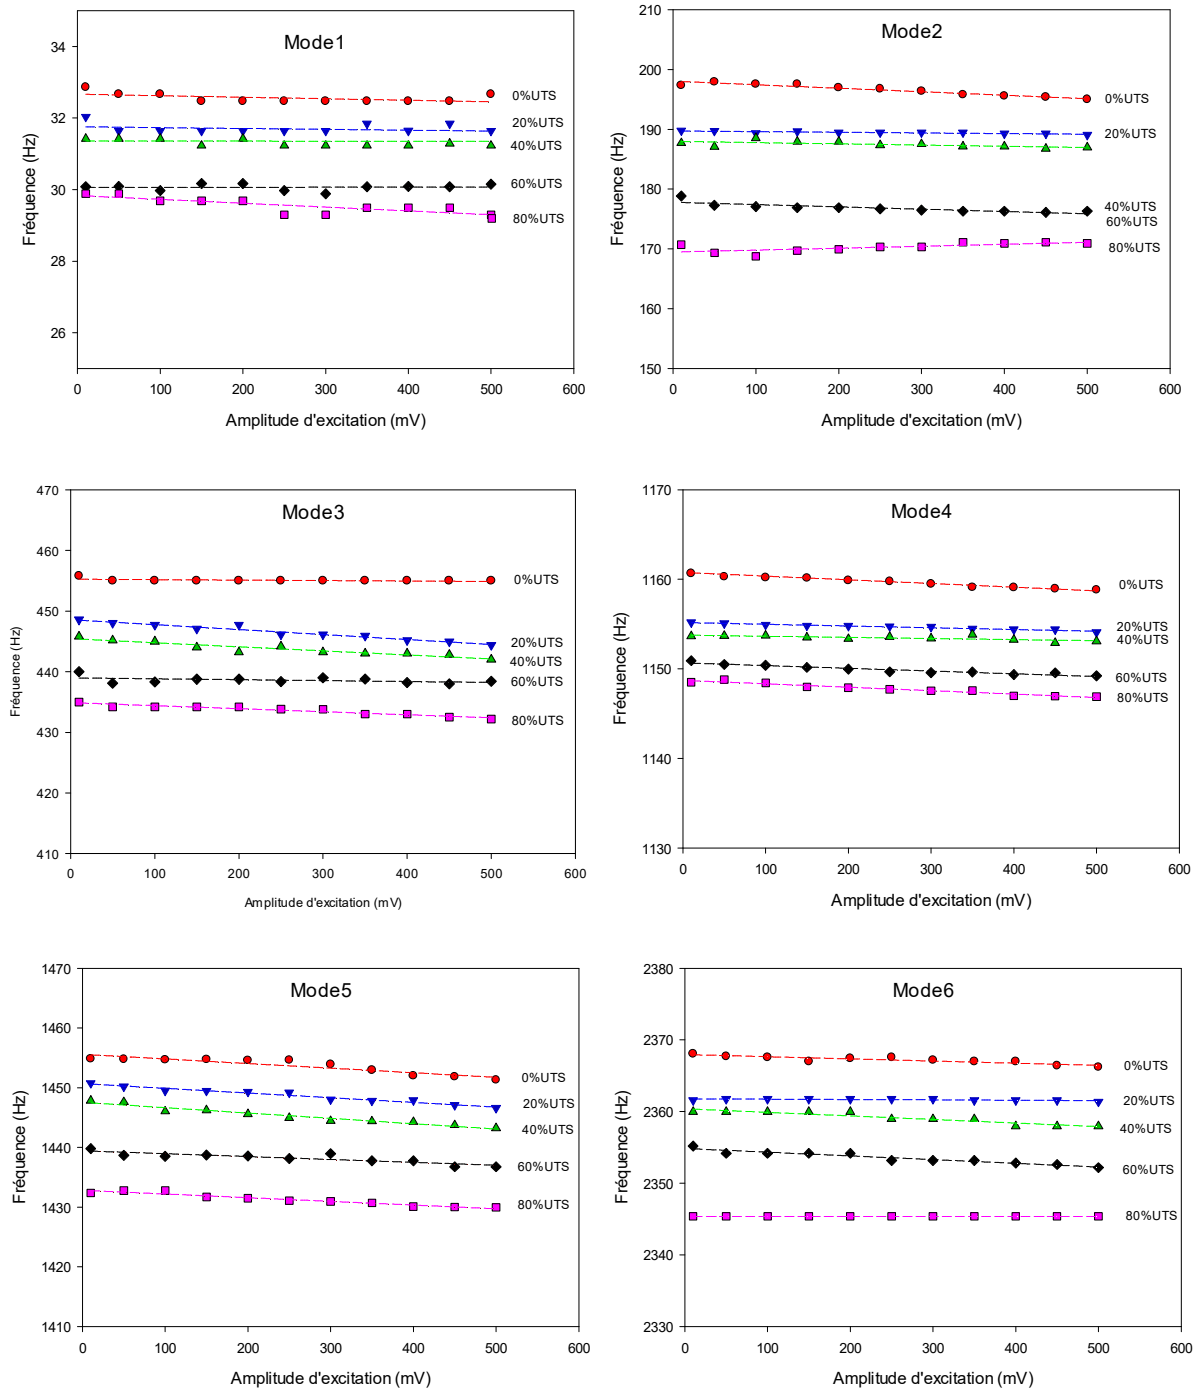 Mode1
34
32
30
28
26
Fréquence (Hz)
0%UTS
20%UTS
40%UTS
60%UTS
80%UTS
0 100 200 300 400 500 600
Amplitude d'excitation (mV)
Mode2
210
200
190
180
170
160
150
Fréquence (Hz)
0%UTS
20%UTS
40%UTS
40%UTS
60%UTS
80%UTS
0 100 200 300 400 500 600
Amplitude d'excitation (mV)
Mode3
470
460
450
440
430
420
410
Fréquence (Hz)
0%UTS
20%UTS
40%UTS
60%UTS
80%UTS
0 100 200 300 400 500 600
Amplitude d'excitation (mV)
Mode4
1170
1160
1150
1140
1130
Fréquence (Hz)
0%UTS
20%UTS
40%UTS
60%UTS
80%UTS
0 100 200 300 400 500 600
Amplitude d'excitation (mV)
Mode5
1470
1460
1450
1440
1430
1420
1410
Fréquence (Hz)
0%UTS
20%UTS
40%UTS
60%UTS
80%UTS
0 100 200 300 400 500 600
Amplitude d'excitation (mV)
Mode6
2380
2370
2360
2350
2340
2330
Fréquence (Hz)
0%UTS
20%UTS
40%UTS
60%UTS
80%UTS
0 100 200 300 400 500 600
Amplitude d'excitation (mV)